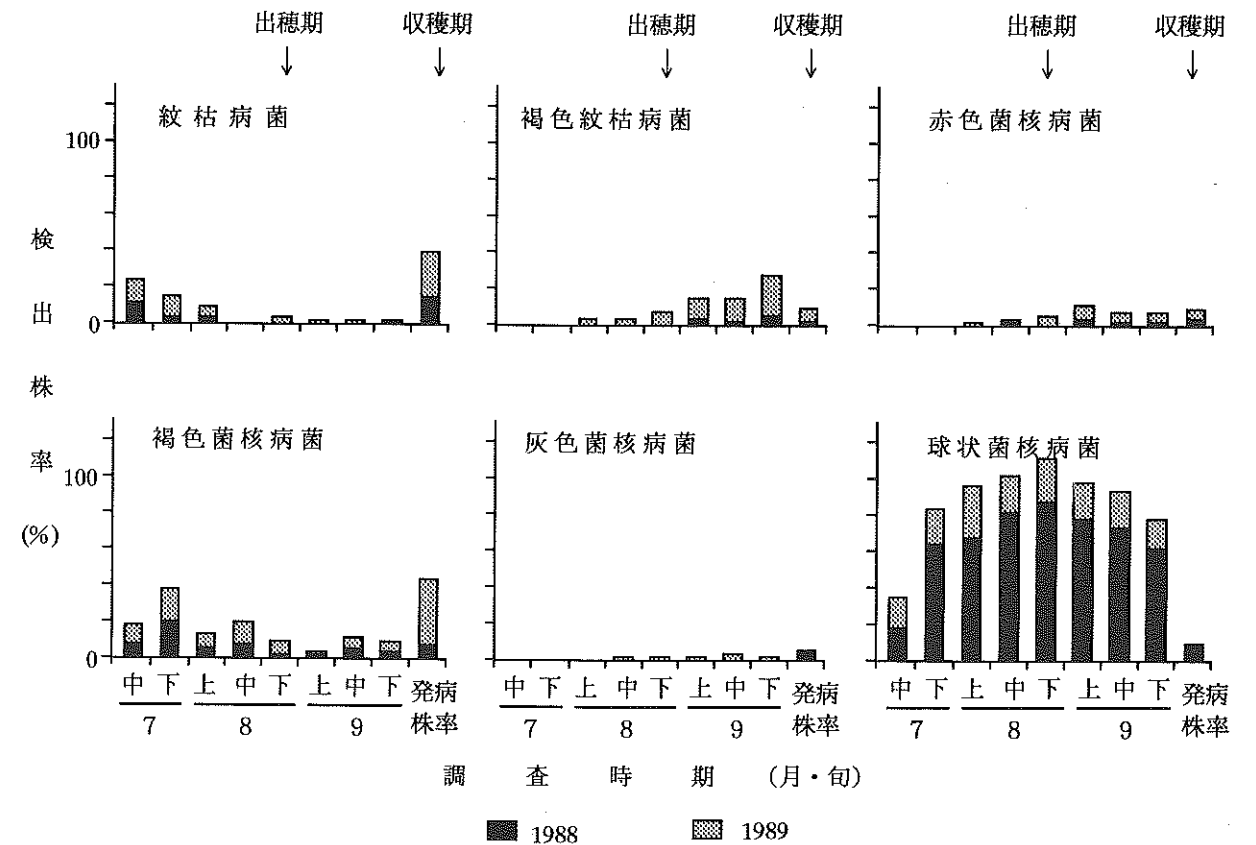 出穂期 収穫期 出穂期 収穫期 出穂期 収穫期
紋枯病菌 褐色紋枯病菌 赤色菌核病菌
100
0
検出株率(%)
褐色菌核病菌 灰色菌核病菌 球状菌核病菌
100
0
中 下 上 中 下 上 中 下 発病株率 中 下 上 中 下 上 中 下 発病株率 中 下 上 中 下 上 中 下 発病株率
7 8 9 7 8 9 7 8 9
調査時期(月・旬)
1988 1989